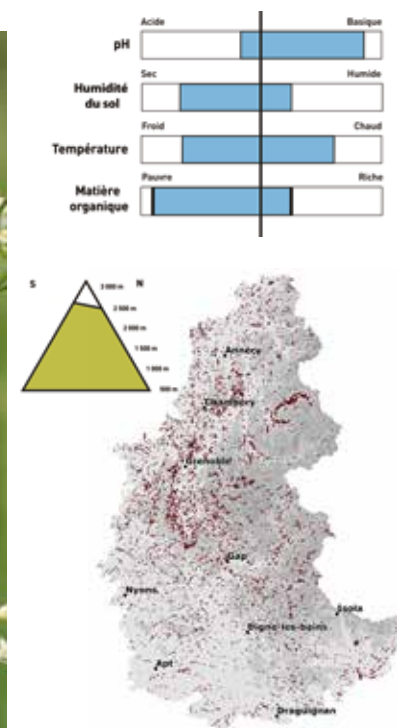 Acide Basique
pH
Sec Humide
Humidité
du sol
Froid Chaud
Température
Pauvre Riche
Matière
organique
S N
3 000 m
2 500 m
2 000 m
1 500 m
1 000 m
500 m
Annecy
Chambéry
Grenoble
Gap
Nyons
Isola
Digne-les-bains
Apt
Draguignan